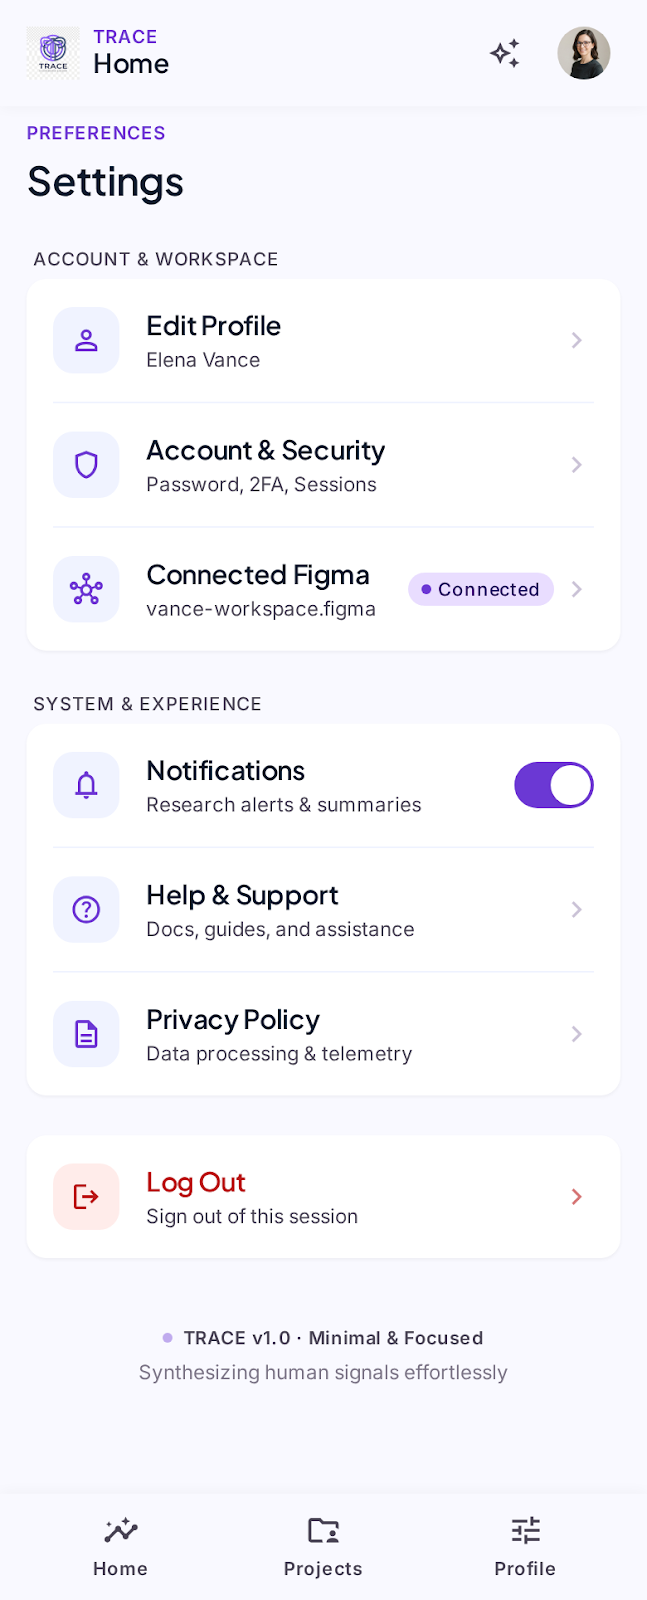 TRACE
TRACE
Home
PREFERENCES
Settings
ACCOUNT & WORKSPACE
Edit Profile
Elena Vance
Account & Security
Password, 2FA, Sessions
Connected Figma
vance-workspace.figma
Connected
SYSTEM & EXPERIENCE
Notifications
Research alerts & summaries
Help & Support
Docs, guides, and assistance
Privacy Policy
Data processing & telemetry
Log Out
Sign out of this session
TRACE v1.0 · Minimal & Focused
Synthesizing human signals effortlessly
Home
Projects
Profile